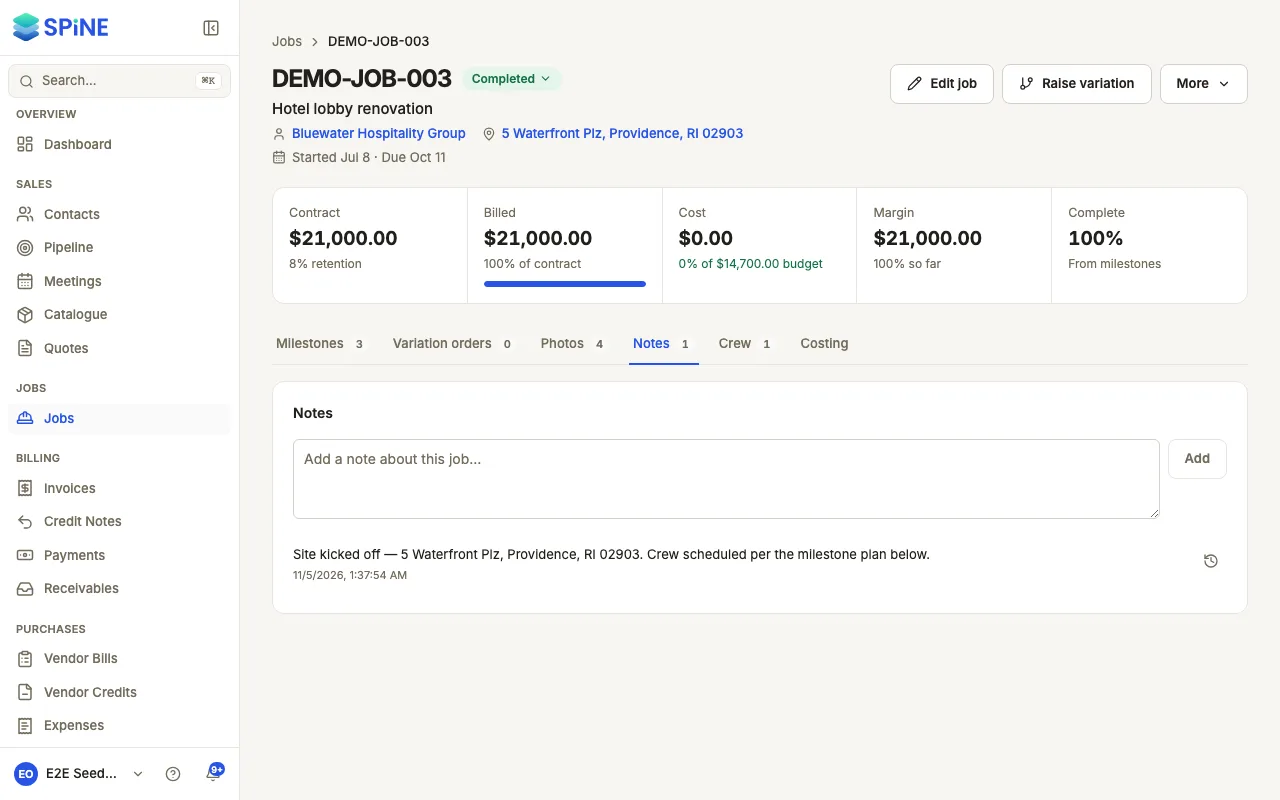 SPiNE
Search...
⌘K
OVERVIEW
Dashboard
SALES
Contacts
Pipeline
Meetings
Catalogue
Quotes
JOBS
Jobs
BILLING
Invoices
Credit Notes
Payments
Receivables
PURCHASES
Vendor Bills
Vendor Credits
Expenses
EO
E2E Seed...
9+
Jobs
DEMO-JOB-003
DEMO-JOB-003
Completed
Edit job
Raise variation
More
Hotel lobby renovation
Bluewater Hospitality Group
5 Waterfront Plz, Providence, RI 02903
Started Jul 8 · Due Oct 11
Contract
$21,000.00
8% retention
Billed
$21,000.00
100% of contract
Cost
$0.00
0% of $14,700.00 budget
Margin
$21,000.00
100% so far
Complete
100%
From milestones
Milestones 3
Variation orders 0
Photos 4
Notes 1
Crew 1
Costing
Notes
Add a note about this job...
Add
Site kicked off — 5 Waterfront Plz, Providence, RI 02903. Crew scheduled per the milestone plan below.
11/5/2026, 1:37:54 AM